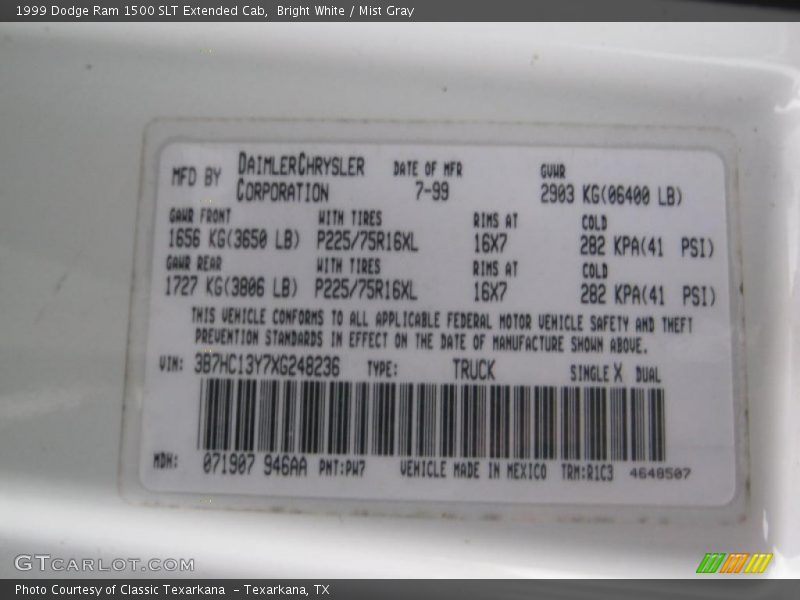 1999 Dodge Ram 1500 SLT Extended Cab,  Bright White / Mist Gray
MFD BY DAIMLERCHRYSLER CORPORATION DATE OF MFR 7-99 GVWR 2903 KG(06400 LB)
GAWR FRONT WITH TIRES RIMS AT COLD
1656 KG(3650 LB) P225/75R16XL 16X7 282 KPA(41 PSI)
GAWR REAR WITH TIRES RIMS AT COLD
1727 KG(3806 LB) P225/75R16XL 16X7 282 KPA(41 PSI)
THIS VEHICLE CONFORMS TO ALL APPLICABLE FEDERAL MOTOR VEHICLE SAFETY AND THEFT
PREVENTION STANDARDS IN EFFECT ON THE DATE OF MANUFACTURE SHOWN ABOVE.
VIN: 3B7HC13Y7XG248236 TYPE: TRUCK SINGLE X DUAL
MDH: 071907 946AA PNT:PW7 VEHICLE MADE IN MEXICO TRM:R1C3 4648507
GTCARLOT.COM
Photo Courtesy of Classic Texarkana  - Texarkana, TX